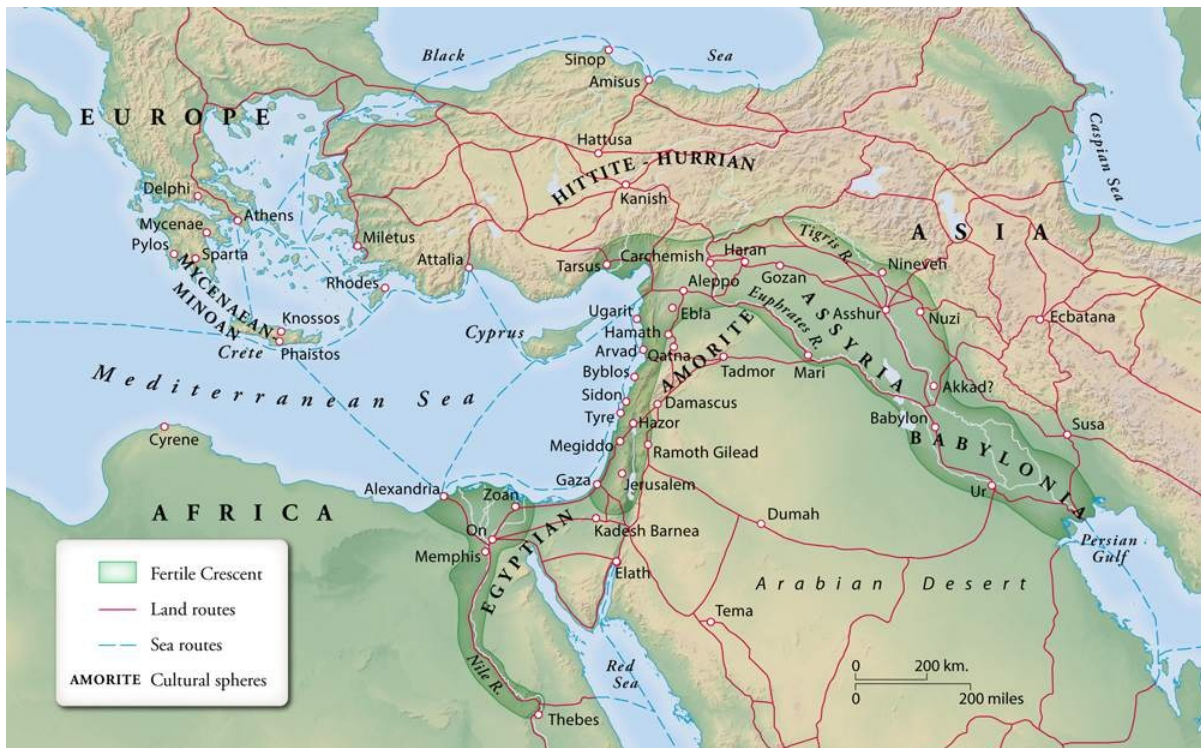 Black Sea
Sinop
Amisus
EUROPE
Caspian Sea
Hattusa
HITTITE - HURRIAN
Kanish
Delphi
Athens
Mycenae
Pylos
Sparta
Miletus
Attalia
Tarsus
Carchemish
Haran
Gozan
Tigris R.
Nineveh
ASIA
MYCENAEAN
MINOAN
Rhodes
Aleppo
Knossos
Phaistos
Crete
Cyprus
Ugarit
Ebla
Hamath
Arvad
Qatna
Euphrates R.
ASSYRIA
Asshur
Nuzi
Ecbatana
AMORITE
Byblos
Tadmor
Mari
Akkad?
Mediterranean Sea
Sidon
Tyre
Damascus
Hazor
Babylon
BABYLONIA
Susa
Cyrene
Megiddo
Ramoth Gilead
Alexandria
Zoan
Gaza
Jerusalem
Ur
AFRICA
On
Kadesh Barnea
Dumah
Memphis
EGYPTIAN
Elath
Persian
Gulf
Arabian Desert
Tema
Nile R.
Red
Sea
Thebes
Fertile Crescent
Land routes
Sea routes
AMORITE Cultural spheres
0 200 km.
0 200 miles